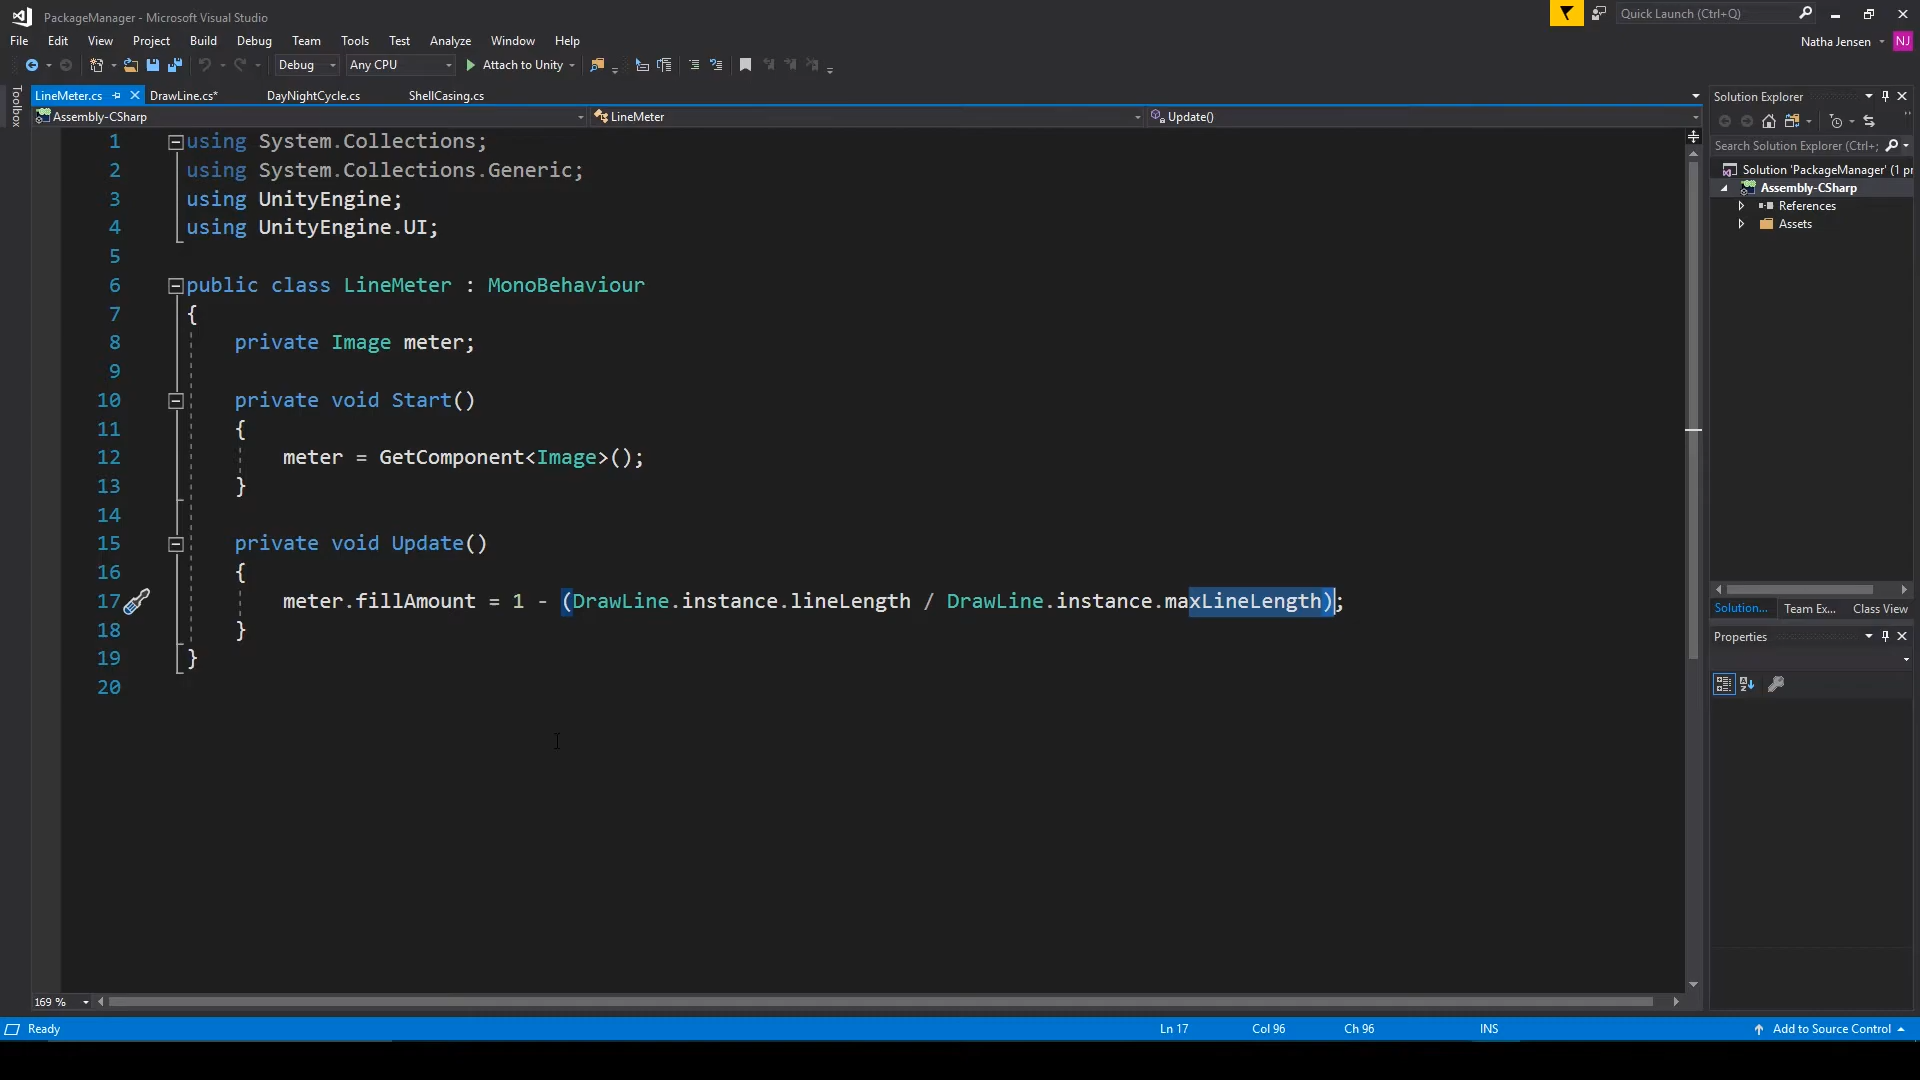 PackageManager - Microsoft Visual Studio
Quick Launch (Ctrl+Q)
File Edit View Project Build Debug Team Tools Test Analyze Window Help
Natha Jensen NJ
Debug Any CPU Attach to Unity
Toolbox
LineMeter.cs DrawLine.cs* DayNightCycle.cs ShellCasing.cs
Assembly-CSharp LineMeter Update()
1 using System.Collections;
2 using System.Collections.Generic;
3 using UnityEngine;
4 using UnityEngine.UI;
5
6 public class LineMeter : MonoBehaviour
7 {
8 private Image meter;
9
10 private void Start()
11 {
12 meter = GetComponent<Image>();
13 }
14
15 private void Update()
16 {
17 meter.fillAmount = 1 - (DrawLine.instance.lineLength / DrawLine.instance.maxLineLength);
18 }
19 }
20
169 %
Solution Explorer
Search Solution Explorer (Ctrl+;
Solution 'PackageManager' (1 pr
Assembly-CSharp
References
Assets
Solution... Team Ex... Class View
Properties
Ready Ln 17 Col 96 Ch 96 INS Add to Source Control